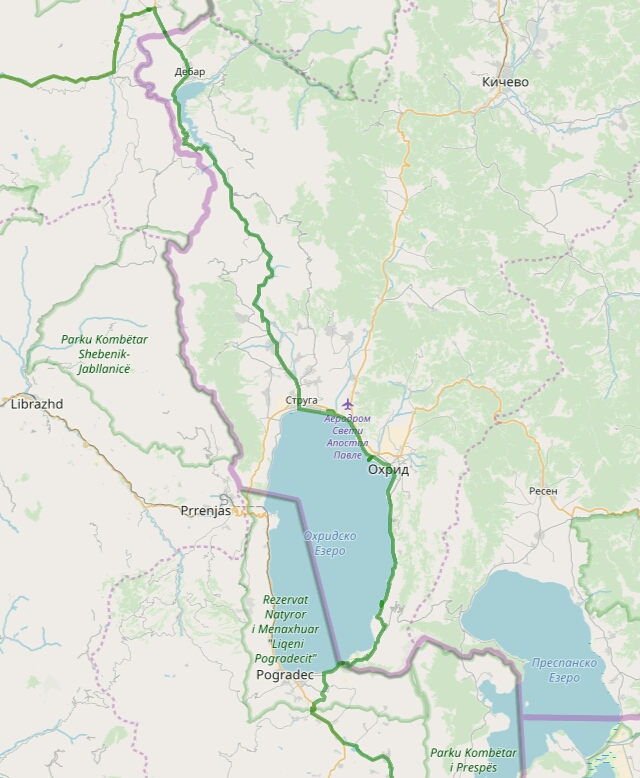 Дебар
Кичево
Parku Kombëtar
Shebenik-
Jabllanicë
Librazhd
Струга
Аеродром
Свети
Апостол
Павле
Охрид
Ресен
Prrenjas
Охридско
Езеро
Rezervat
Natyror
i Menaxhuar
"Liqeni
Pogradecit"
Преспанско
Езеро
Pogradec
Parku Kombëtar
i Prespës